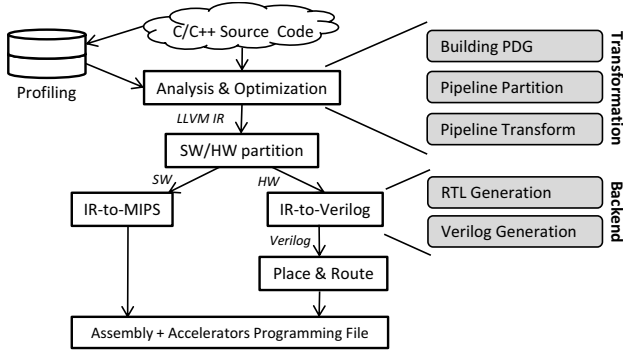 C/C++ Source Code
Profiling
Analysis & Optimization
LLVM IR
SW/HW partition
SW
HW
IR-to-MIPS
IR-to-Verilog
Verilog
Place & Route
Assembly + Accelerators Programming File
Building PDG
Pipeline Partition
Pipeline Transform
Transformation
RTL Generation
Verilog Generation
Backend